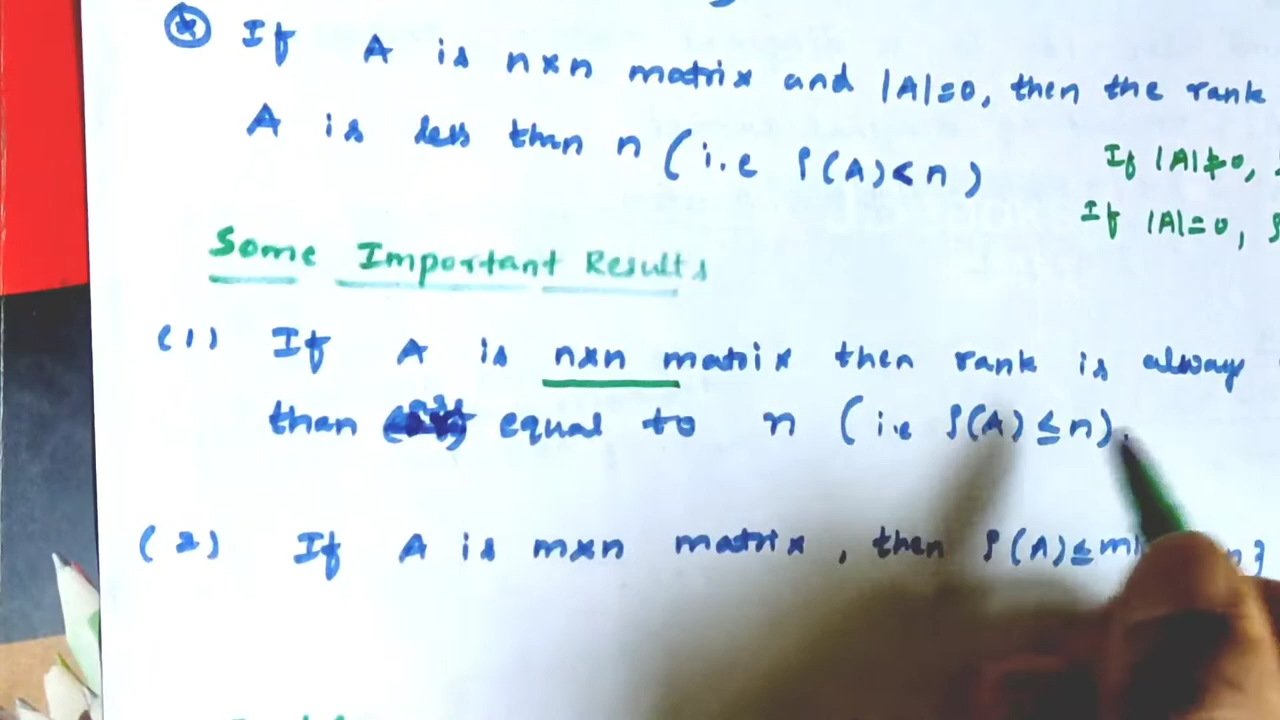 If A is n×n matrix and |A|=0, then the rank
A is less than n (i.e ρ(A)<n)
If |A|≠0,
If |A|=0, ρ
Some Important Results
(1) If A is n×n matrix then rank is alway
than equal to n (i.e ρ(A)≤n).
(2) If A is m×n matrix, then ρ(A)≤ n}